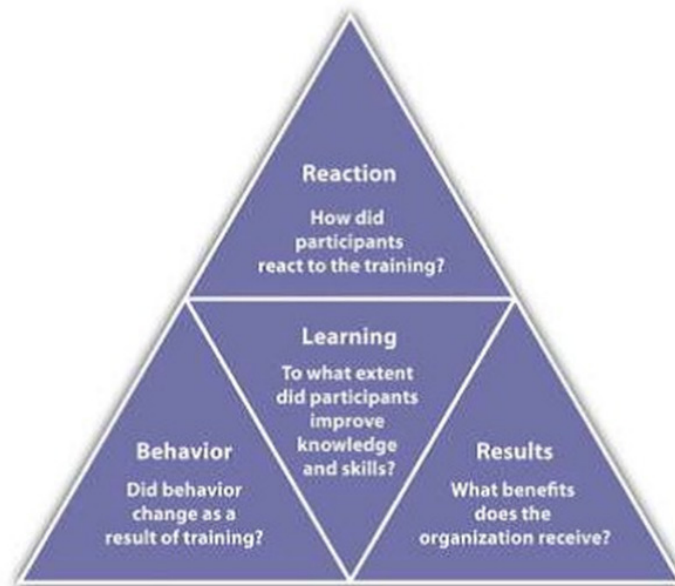 Reaction
How did
participants
react to the training?
Learning
To what extent
did participants
improve
knowledge
and skills?
Behavior
Did behavior
change as a
result of training?
Results
What benefits
does the
organization receive?